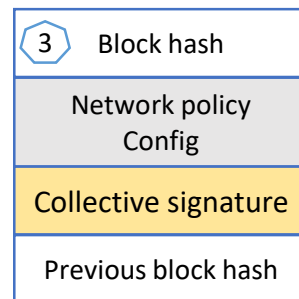 3 Block hash
Network policy
Config
Collective signature
Previous block hash